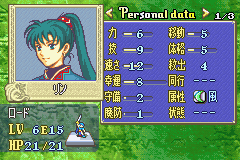 Personal data 1/3
力 6 移動 5
技 9 体格 5
速さ 12 救出 4
幸運 8 同行 ---
守備 2 属性 風
魔防 1 状態 ---
リン
ロード
LV 6 E 15
HP 21/21